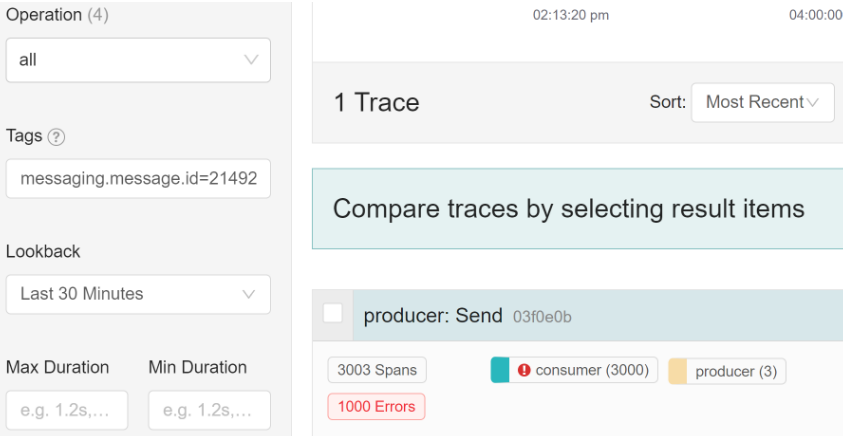 Operation (4)
all
Tags ?
messaging.message.id=21492
Lookback
Last 30 Minutes
Max Duration
Min Duration
e.g. 1.2s,...
e.g. 1.2s,...
02:13:20 pm
04:00:00
1 Trace
Sort:
Most Recent
Compare traces by selecting result items
producer: Send 03f0e0b
3003 Spans
consumer (3000)
producer (3)
1000 Errors